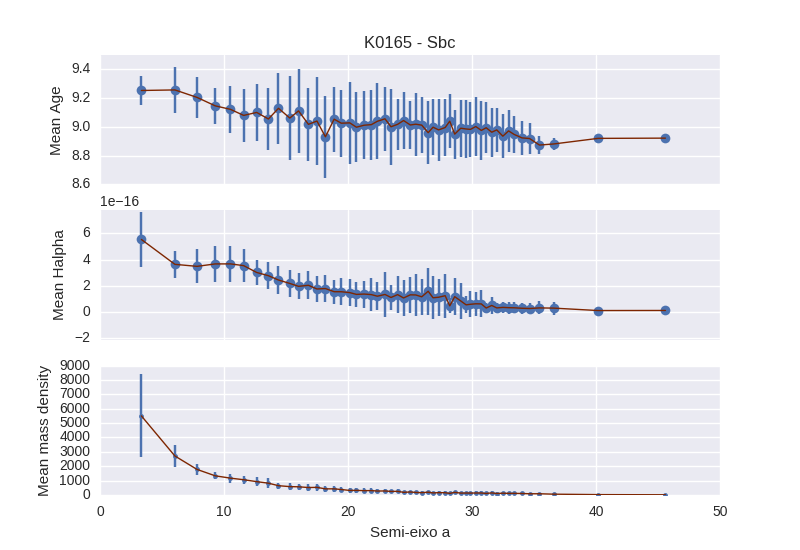 K0165 - Sbc
9.4
9.2
9.0
8.8
8.6
Mean Age
1e−16
6
4
2
0
−2
Mean Halpha
9000
8000
7000
6000
5000
4000
3000
2000
1000
0
Mean mass density
0 10 20 30 40 50
Semi-eixo a